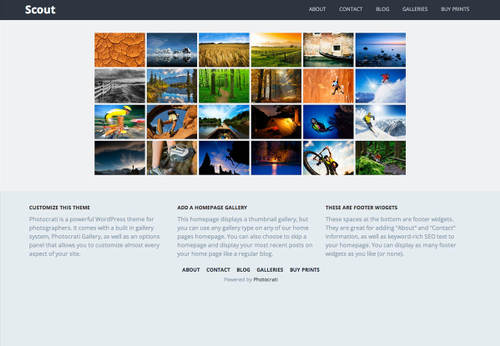 Scout
ABOUT CONTACT BLOG GALLERIES BUY PRINTS
CUSTOMIZE THIS THEME
Photocrati is a powerful WordPress theme for
photographers. It comes with a built in gallery
system, Photocrati Gallery, as well as an options
panel that allows you to customize almost every
aspect of your site.
ADD A HOMEPAGE GALLERY
This homepage displays a thumbnail gallery, but
you can use any gallery type on any of our home
pages homepage. You can also choose to skip a
homepage and display your most recent posts on
your home page like a regular blog.
THESE ARE FOOTER WIDGETS
These spaces at the bottom are footer widgets.
They are great for adding "About" and "Contact"
information, as well as keyword-rich SEO text to
your homepage. You can display as many footer
widgets as you like (or none).
ABOUT CONTACT BLOG GALLERIES BUY PRINTS
Powered by Photocrati